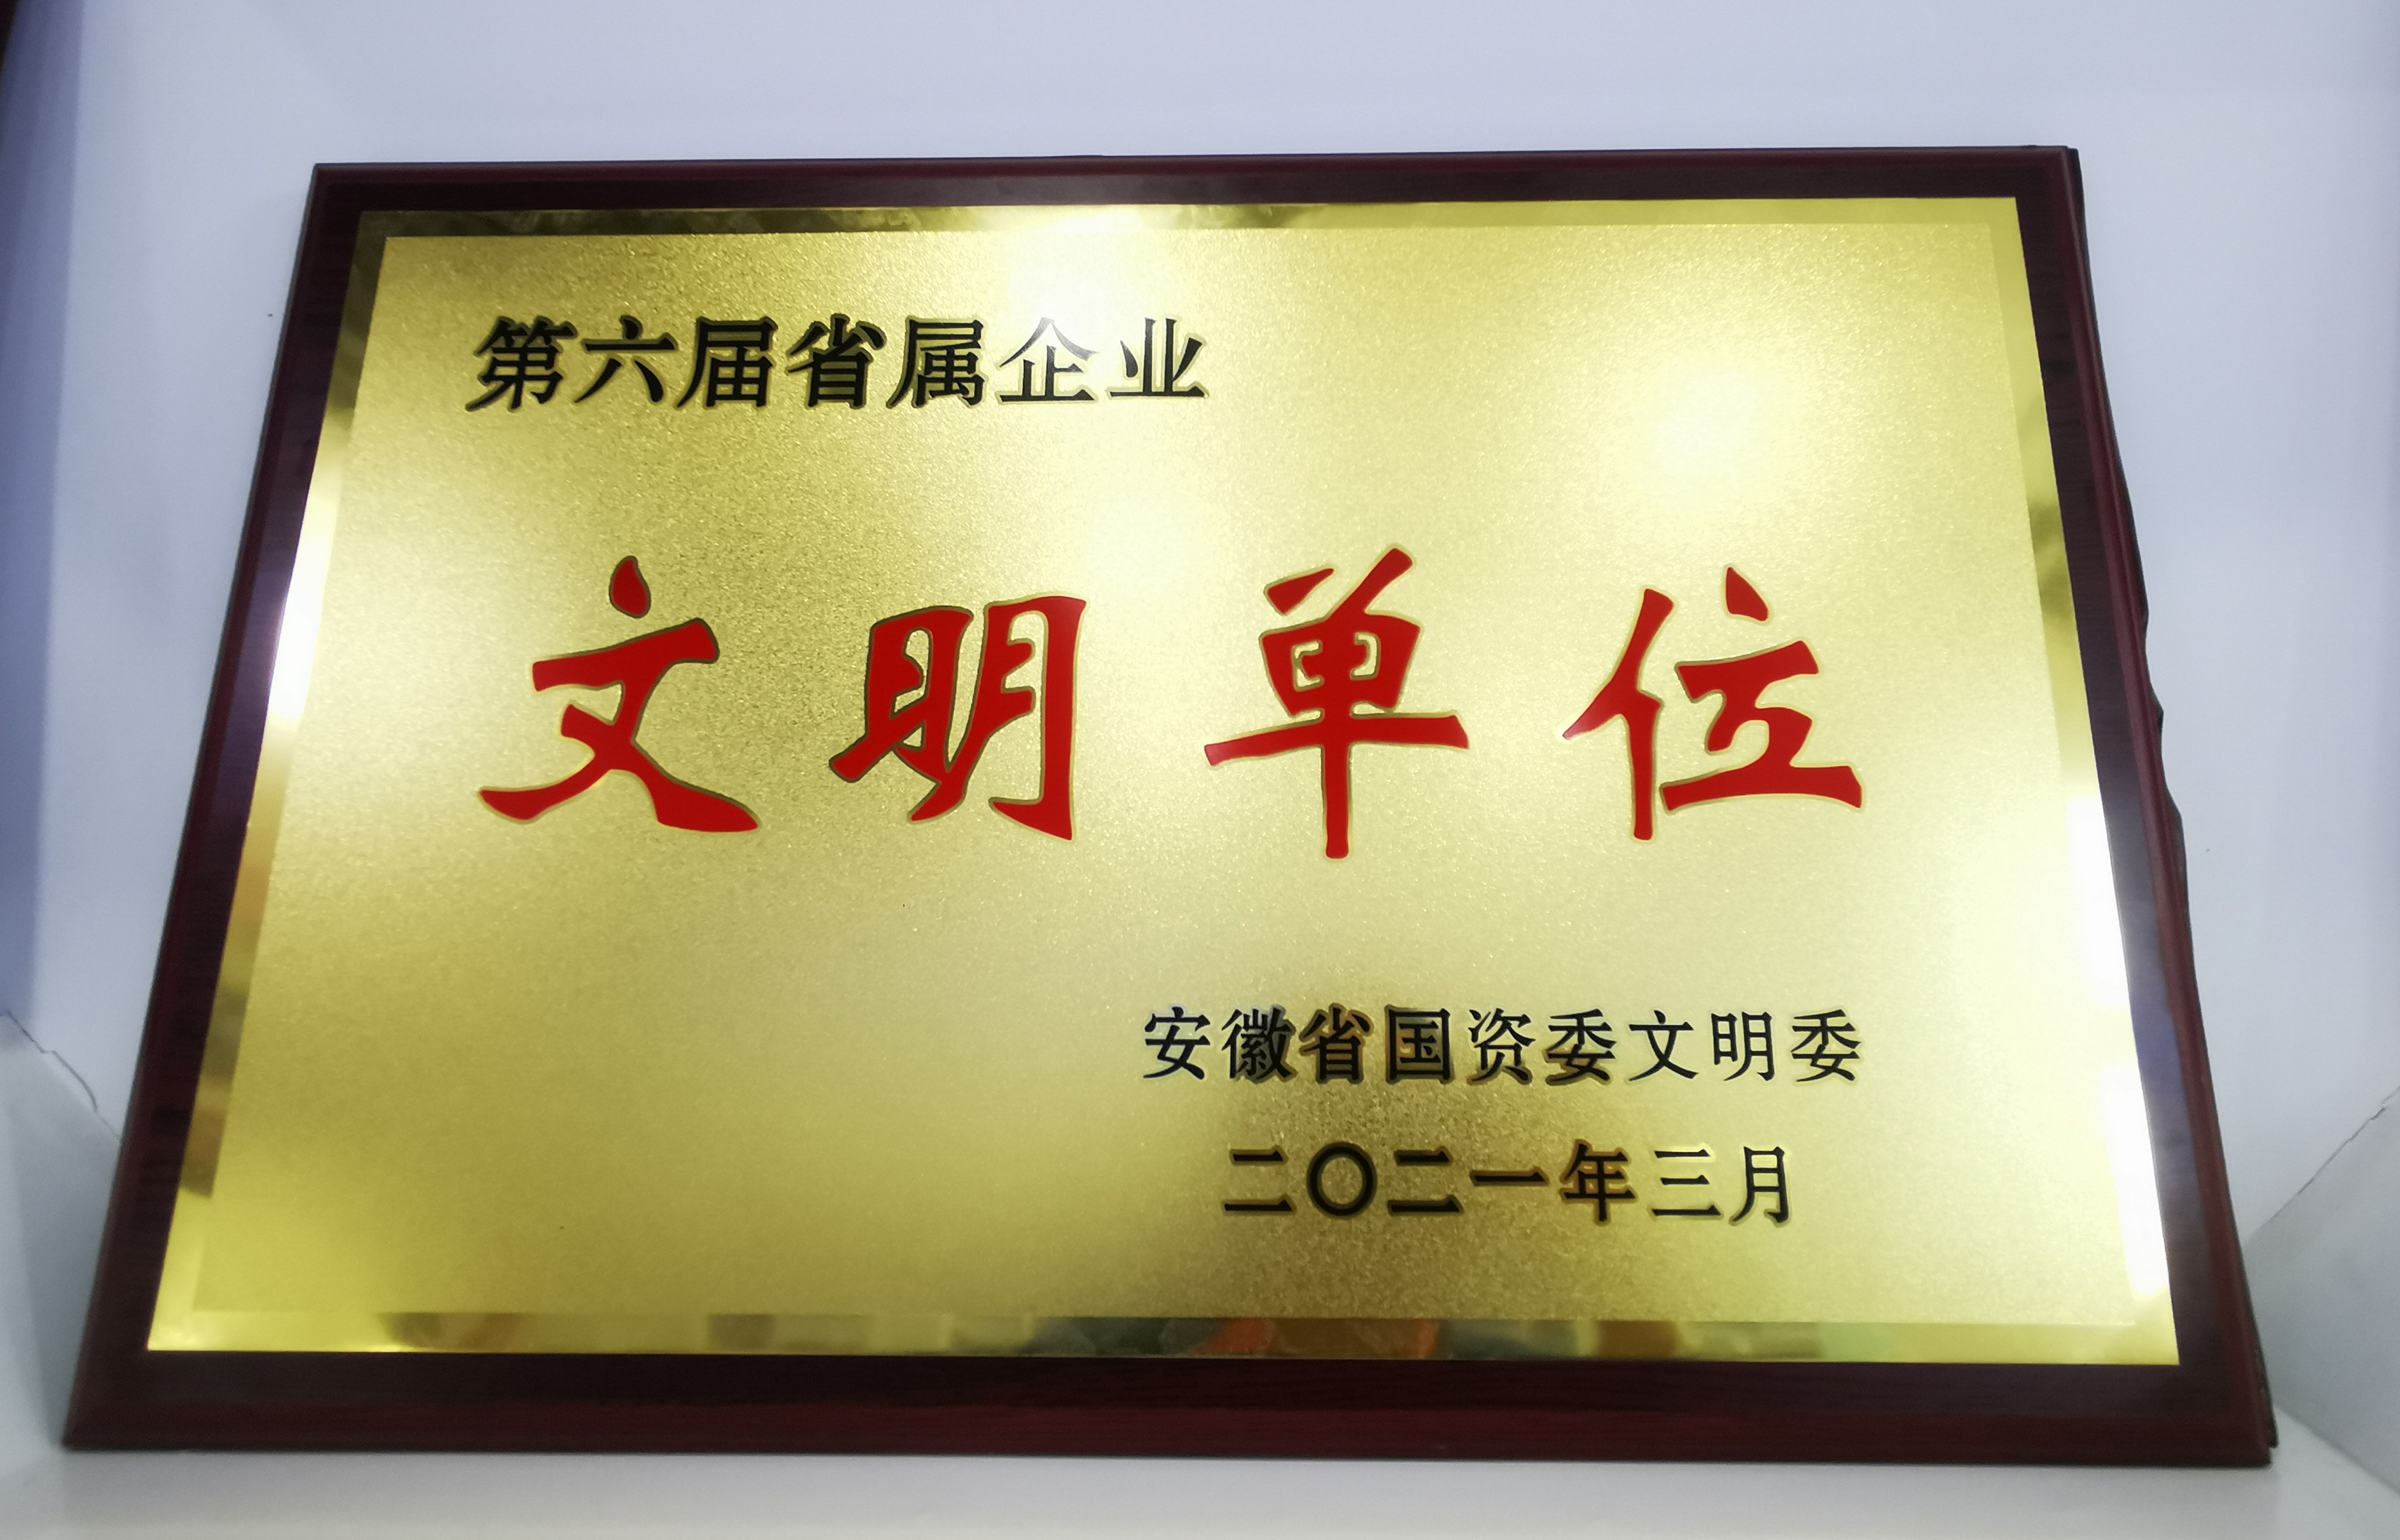 第六届省属企业
文明单位
安徽省国资委文明委
二〇二一年三月